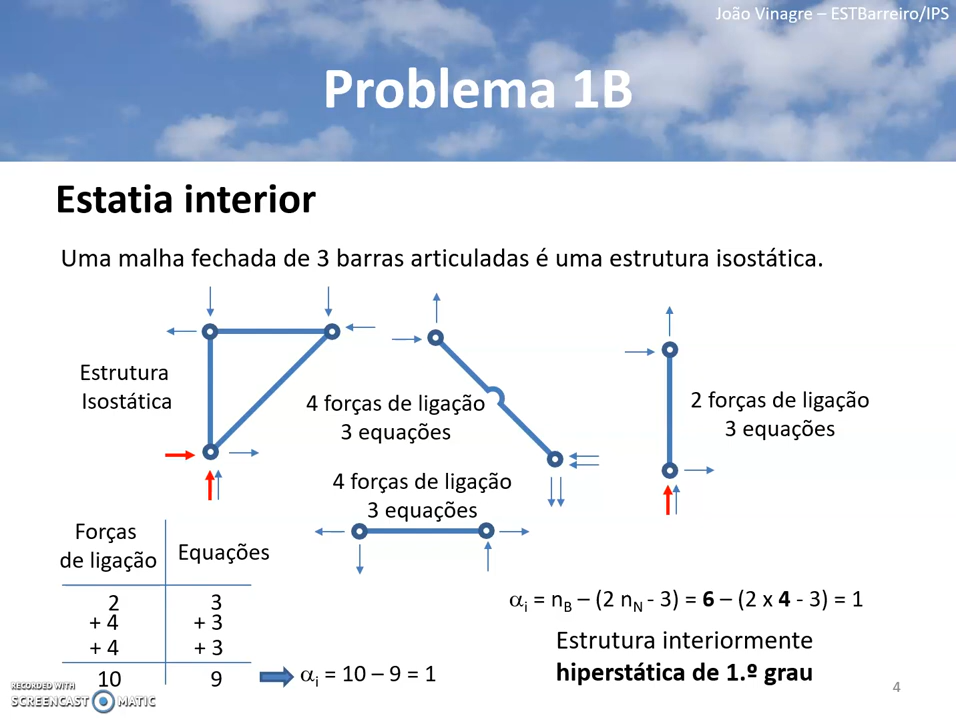 João Vinagre – ESTBarreiro/IPS
Problema 1B
Estatia interior
Uma malha fechada de 3 barras articuladas é uma estrutura isostática.
Estrutura
Isostática
4 forças de ligação
3 equações
2 forças de ligação
3 equações
4 forças de ligação
3 equações
Forças
de ligação
Equações
2 3
+ 4 + 3
+ 4 + 3
10 9
αi = 10 – 9 = 1
αi = nB – (2 nN - 3) = 6 – (2 x 4 - 3) = 1
Estrutura interiormente
hiperstática de 1.º grau
4
RECORDED WITH
SCREENCAST MATIC